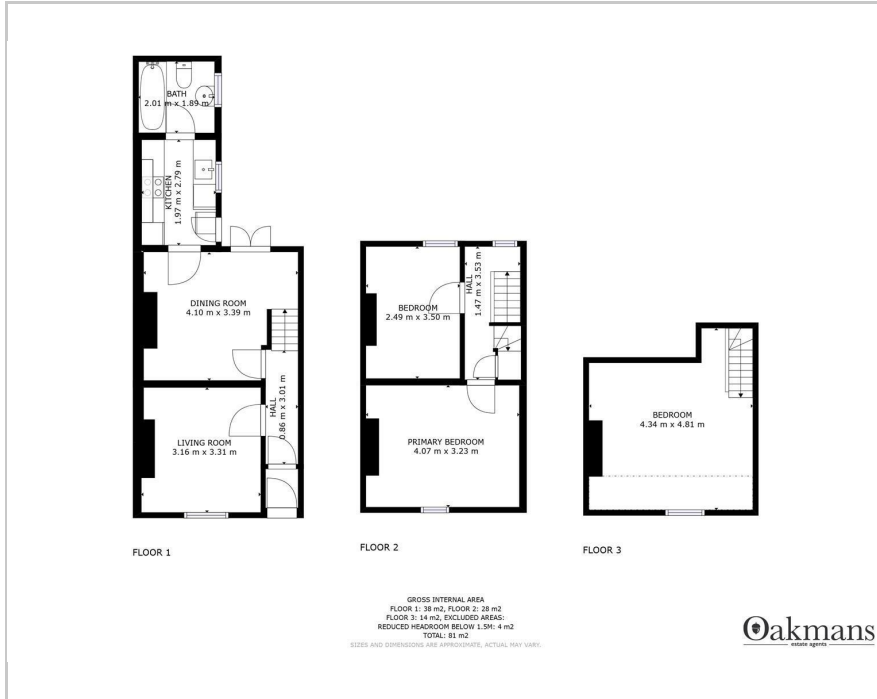 BATH
2.01 m x 1.89 m
KITCHEN
1.97 m x 2.79 m
DINING ROOM
4.10 m x 3.39 m
HALL
0.86 m x 3.01 m
LIVING ROOM
3.16 m x 3.31 m
FLOOR 1
BEDROOM
2.49 m x 3.50 m
HALL
1.47 m x 3.53 m
PRIMARY BEDROOM
4.07 m x 3.23 m
FLOOR 2
BEDROOM
4.34 m x 4.81 m
FLOOR 3
GROSS INTERNAL AREA
FLOOR 1: 38 m2, FLOOR 2: 28 m2
FLOOR 3: 14 m2, EXCLUDED AREAS:
REDUCED HEADROOM BELOW 1.5M: 4 m2
TOTAL: 81 m2
SIZES AND DIMENSIONS ARE APPROXIMATE, ACTUAL MAY VARY.
Oakmans
estate agents